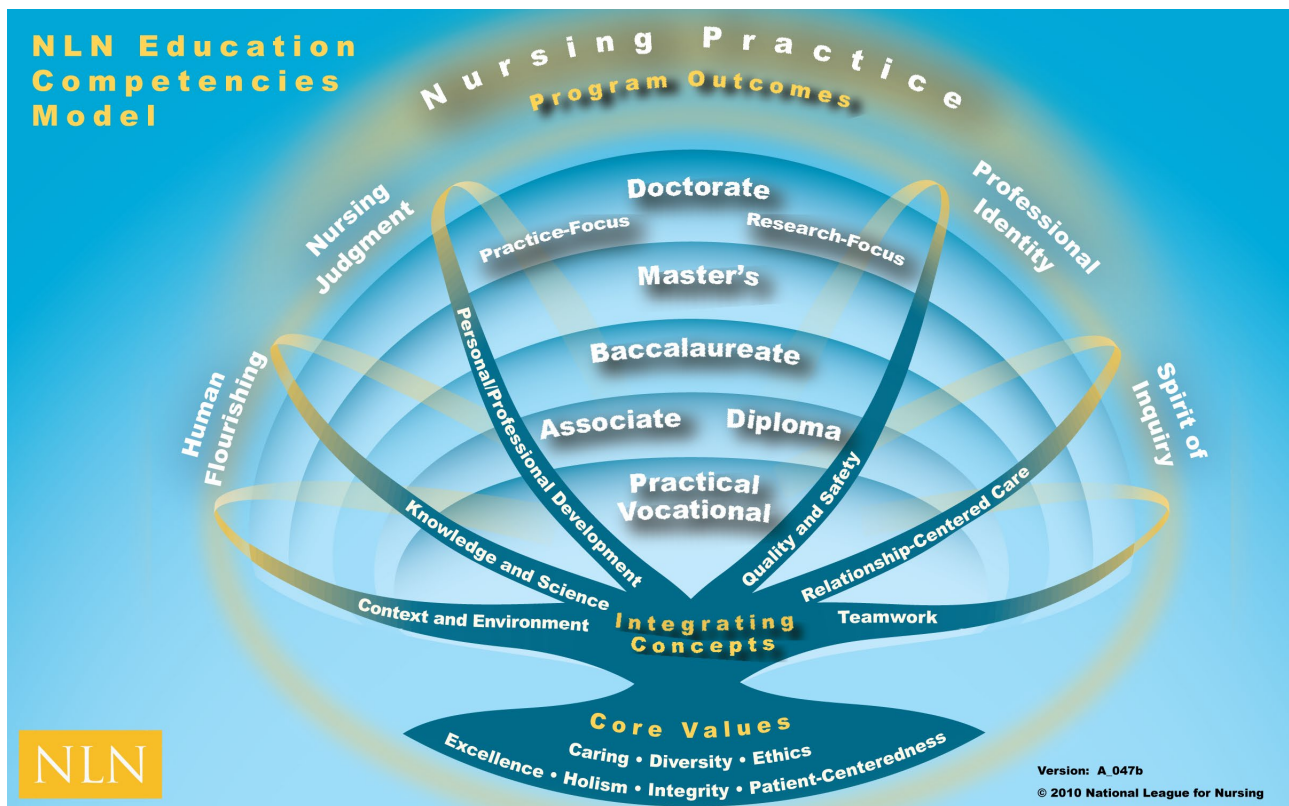 NLN Education
Competencies
Model
Nursing Practice
Program Outcomes
Human
Flourishing
Nursing
Judgment
Professional
Identity
Spirit of
Inquiry
Doctorate
Practice-Focus
Research-Focus
Master's
Baccalaureate
Associate
Diploma
Practical
Vocational
Context and Environment
Knowledge and Science
Personal/Professional Development
Quality and Safety
Relationship-Centered Care
Teamwork
Integrating
Concepts
Core Values
Caring • Diversity • Ethics
Excellence • Holism • Integrity • Patient-Centeredness
NLN
Version: A_047b
© 2010 National League for Nursing